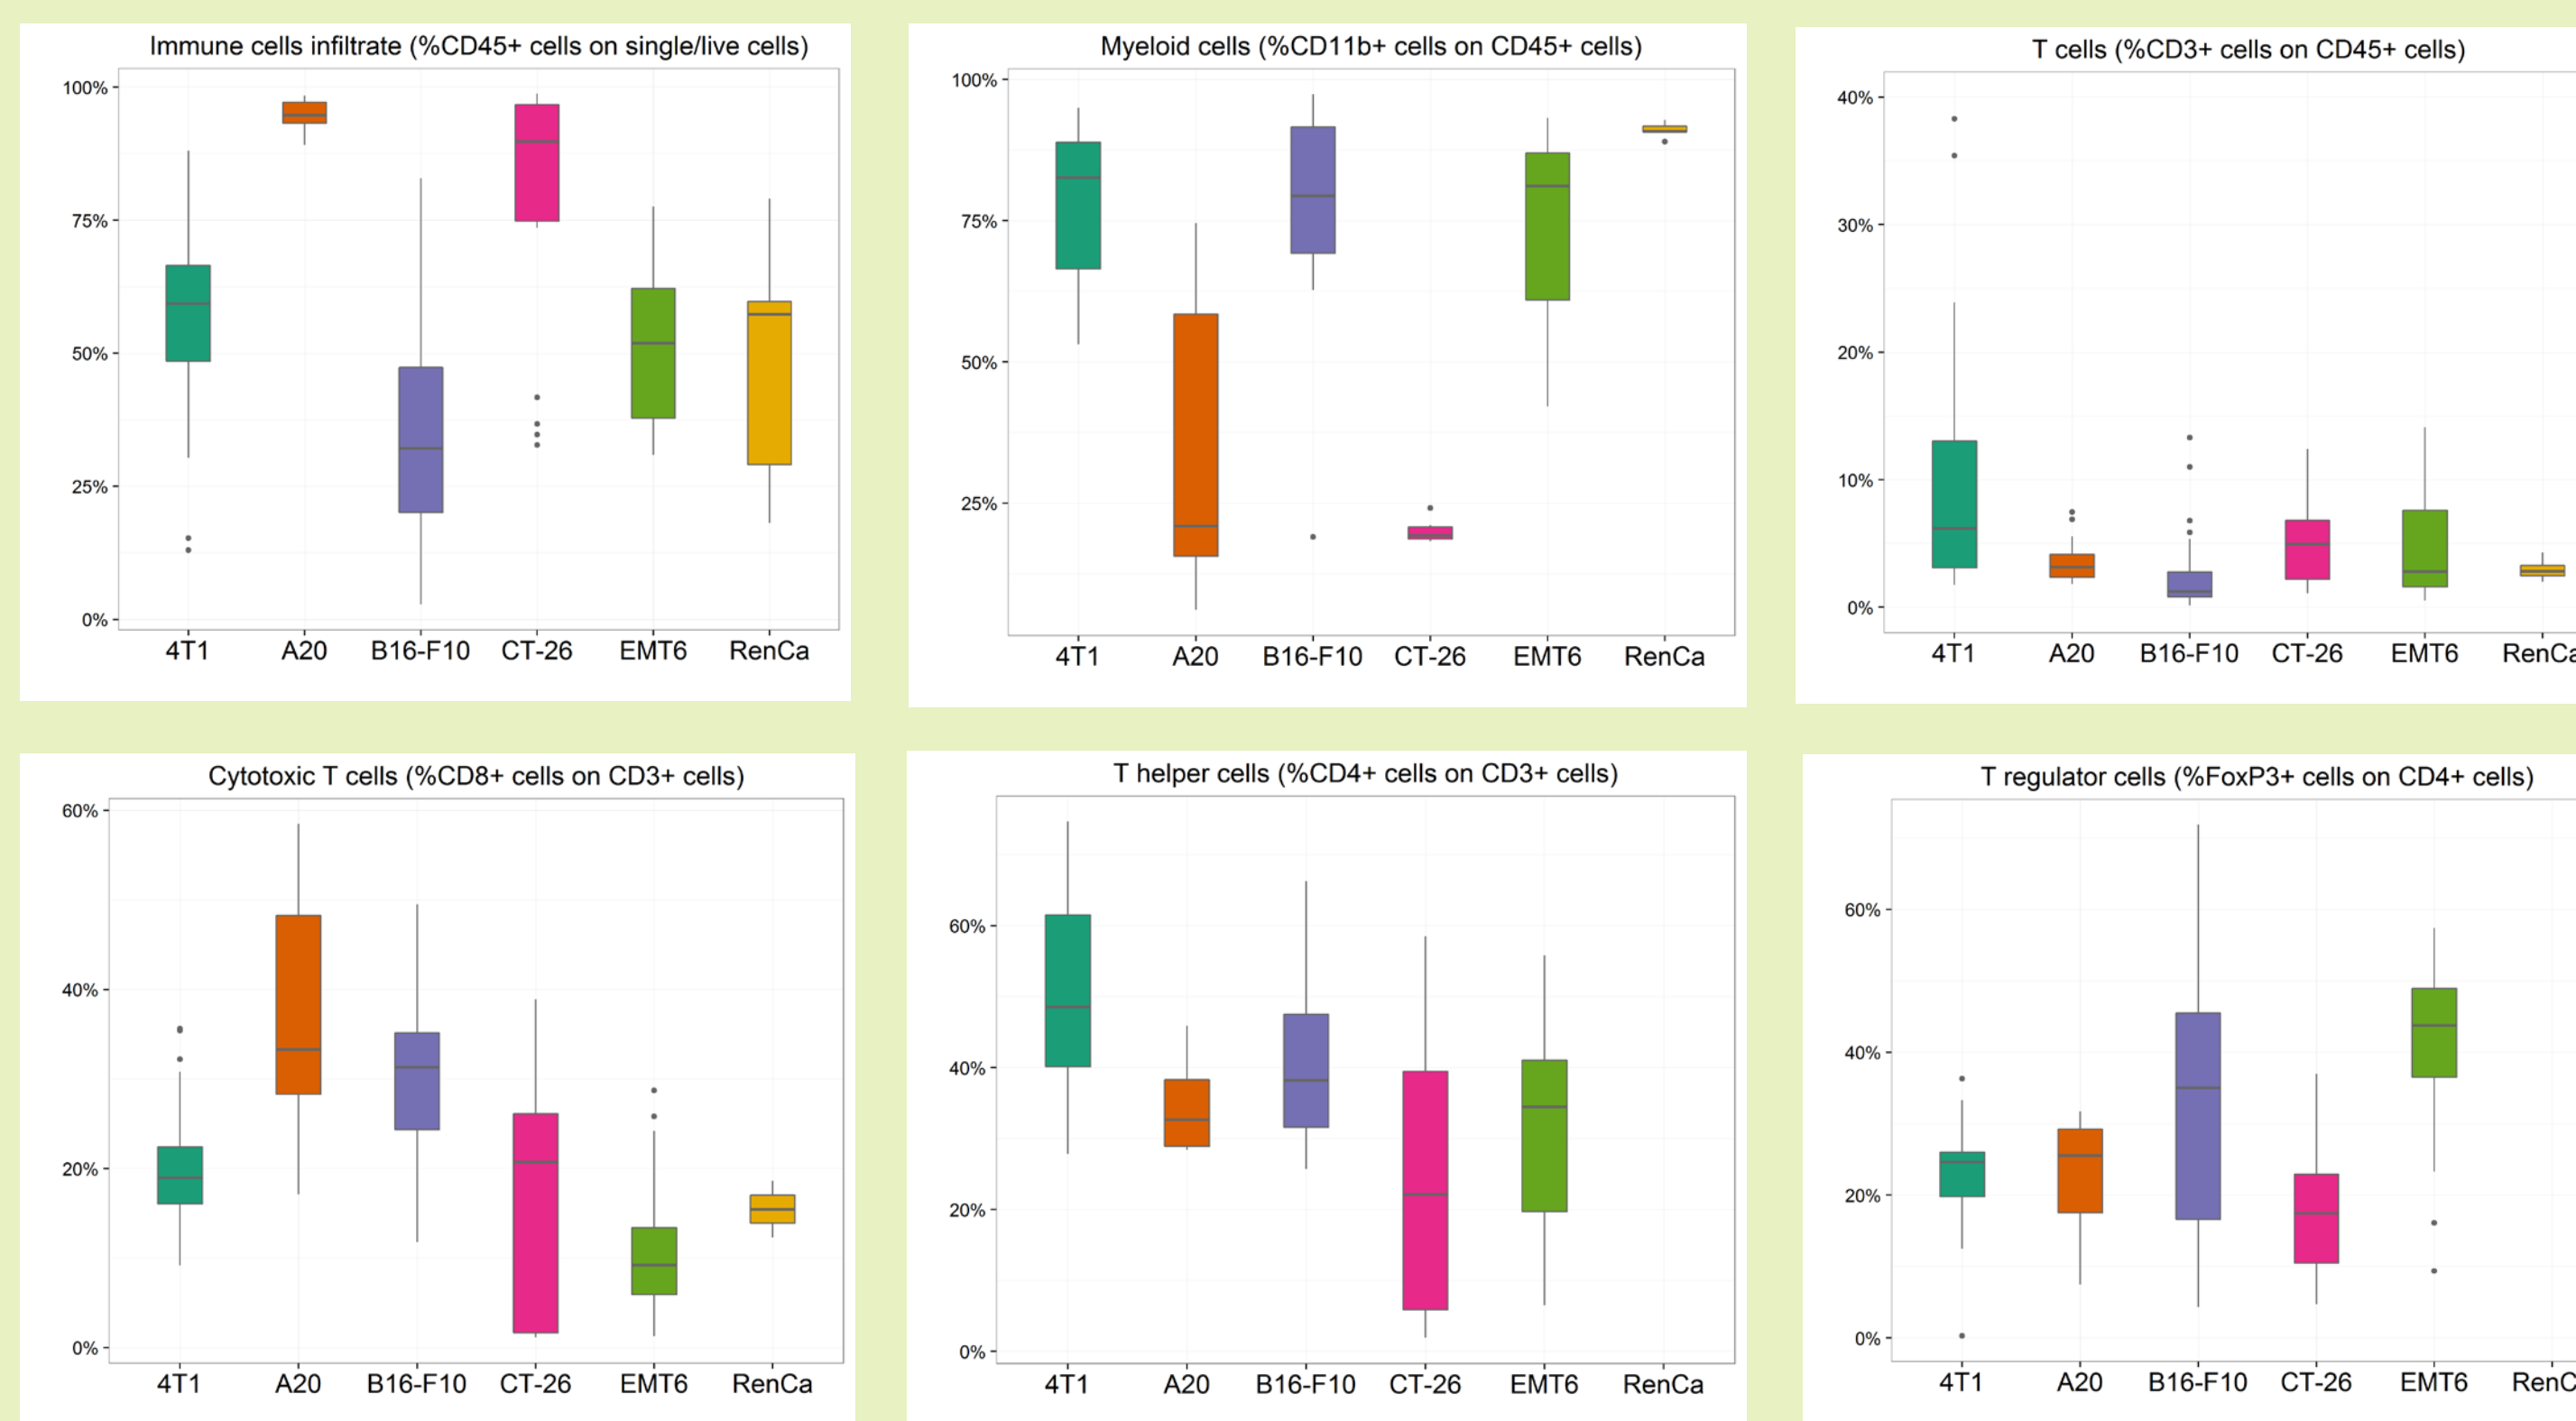 Immune cells infiltrate (%CD45+ cells on single/live cells)
100%
75%
50%
25%
0%
4T1 A20 B16-F10 CT-26 EMT6 RenCa
Myeloid cells (%CD11b+ cells on CD45+ cells)
100%
75%
50%
25%
4T1 A20 B16-F10 CT-26 EMT6 RenCa
T cells (%CD3+ cells on CD45+ cells)
40%
30%
20%
10%
0%
4T1 A20 B16-F10 CT-26 EMT6 RenCa
Cytotoxic T cells (%CD8+ cells on CD3+ cells)
60%
40%
20%
0%
4T1 A20 B16-F10 CT-26 EMT6 RenCa
T helper cells (%CD4+ cells on CD3+ cells)
60%
40%
20%
0%
4T1 A20 B16-F10 CT-26 EMT6 RenCa
T regulator cells (%FoxP3+ cells on CD4+ cells)
60%
40%
20%
0%
4T1 A20 B16-F10 CT-26 EMT6 RenC